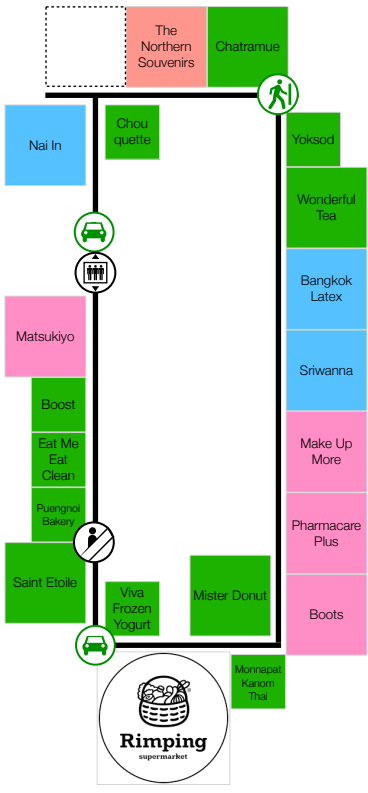 The
Northern
Souvenirs
Chatramue
Nai In
Chou
quette
Yoksod
Wonderful
Tea
Bangkok
Latex
Sriwanna
Matsukiyo
Boost
Eat Me
Eat
Clean
Puengnoi
Bakery
Make Up
More
Pharmacare
Plus
Saint Etoile
Viva
Frozen
Yogurt
Mister Donut
Boots
Monnapat
Kanom
Thai
Rimping
supermarket